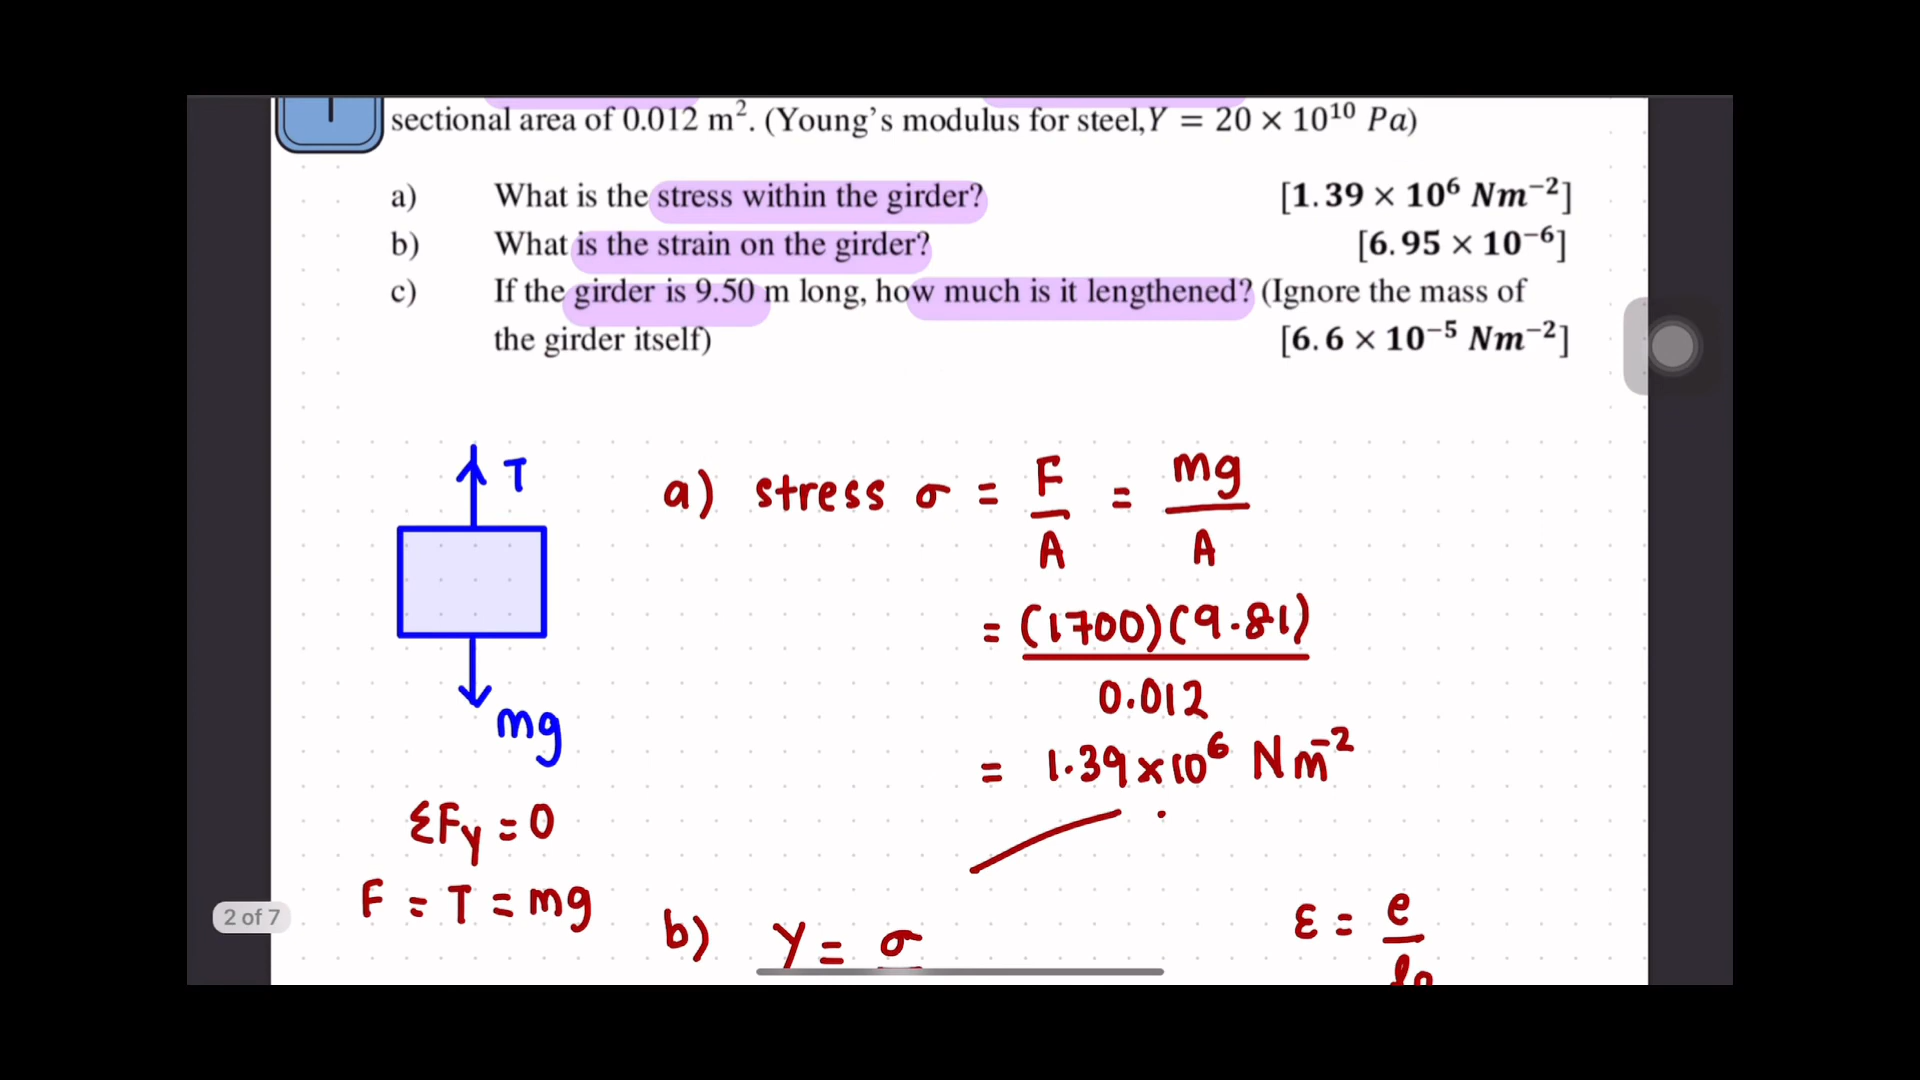 sectional area of 0.012 m². (Young's modulus for steel, Y = 20 × 10¹⁰ Pa)
a) What is the stress within the girder? [1.39 × 10⁶ Nm⁻²]
b) What is the strain on the girder? [6.95 × 10⁻⁶]
c) If the girder is 9.50 m long, how much is it lengthened? (Ignore the mass of
the girder itself) [6.6 × 10⁻⁵ Nm⁻²]
T
mg
ΣFy = 0
F = T = mg
a) stress σ = F/A = mg/A
= (1700)(9.81)
0.012
= 1.39 × 10⁶ Nm⁻²
b) Y = σ
ε = e
2 of 7